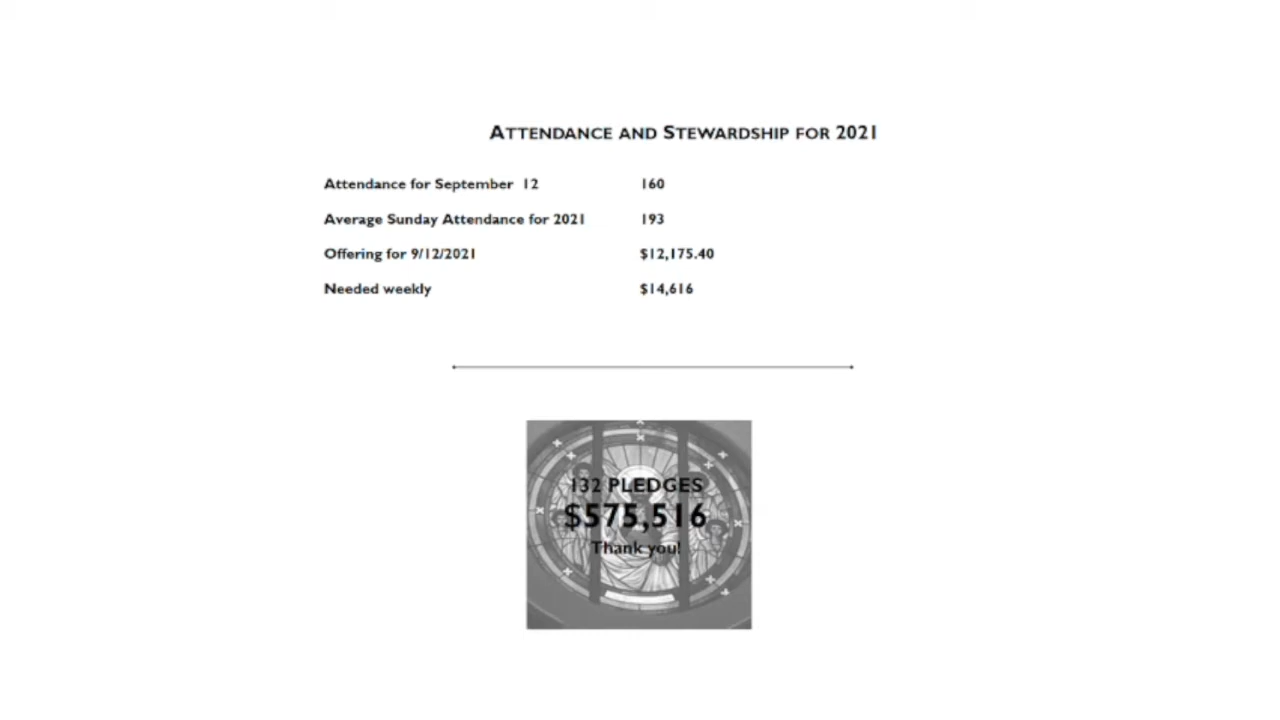 ATTENDANCE AND STEWARDSHIP FOR 2021
Attendance for September 12 160
Average Sunday Attendance for 2021 193
Offering for 9/12/2021 $12,175.40
Needed weekly $14,616
132 PLEDGES
$575,516
Thank you!